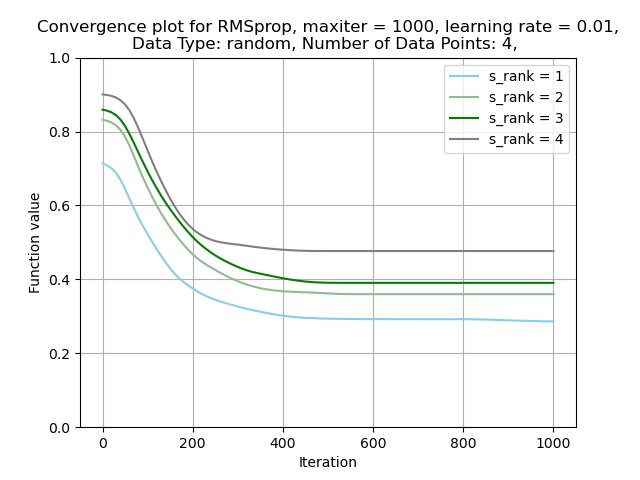 Convergence plot for RMSprop, maxiter = 1000, learning rate = 0.01,
Data Type: random, Number of Data Points: 4,
s_rank = 1
s_rank = 2
s_rank = 3
s_rank = 4
Function value
1.0
0.8
0.6
0.4
0.2
0.0
0 200 400 600 800 1000
Iteration